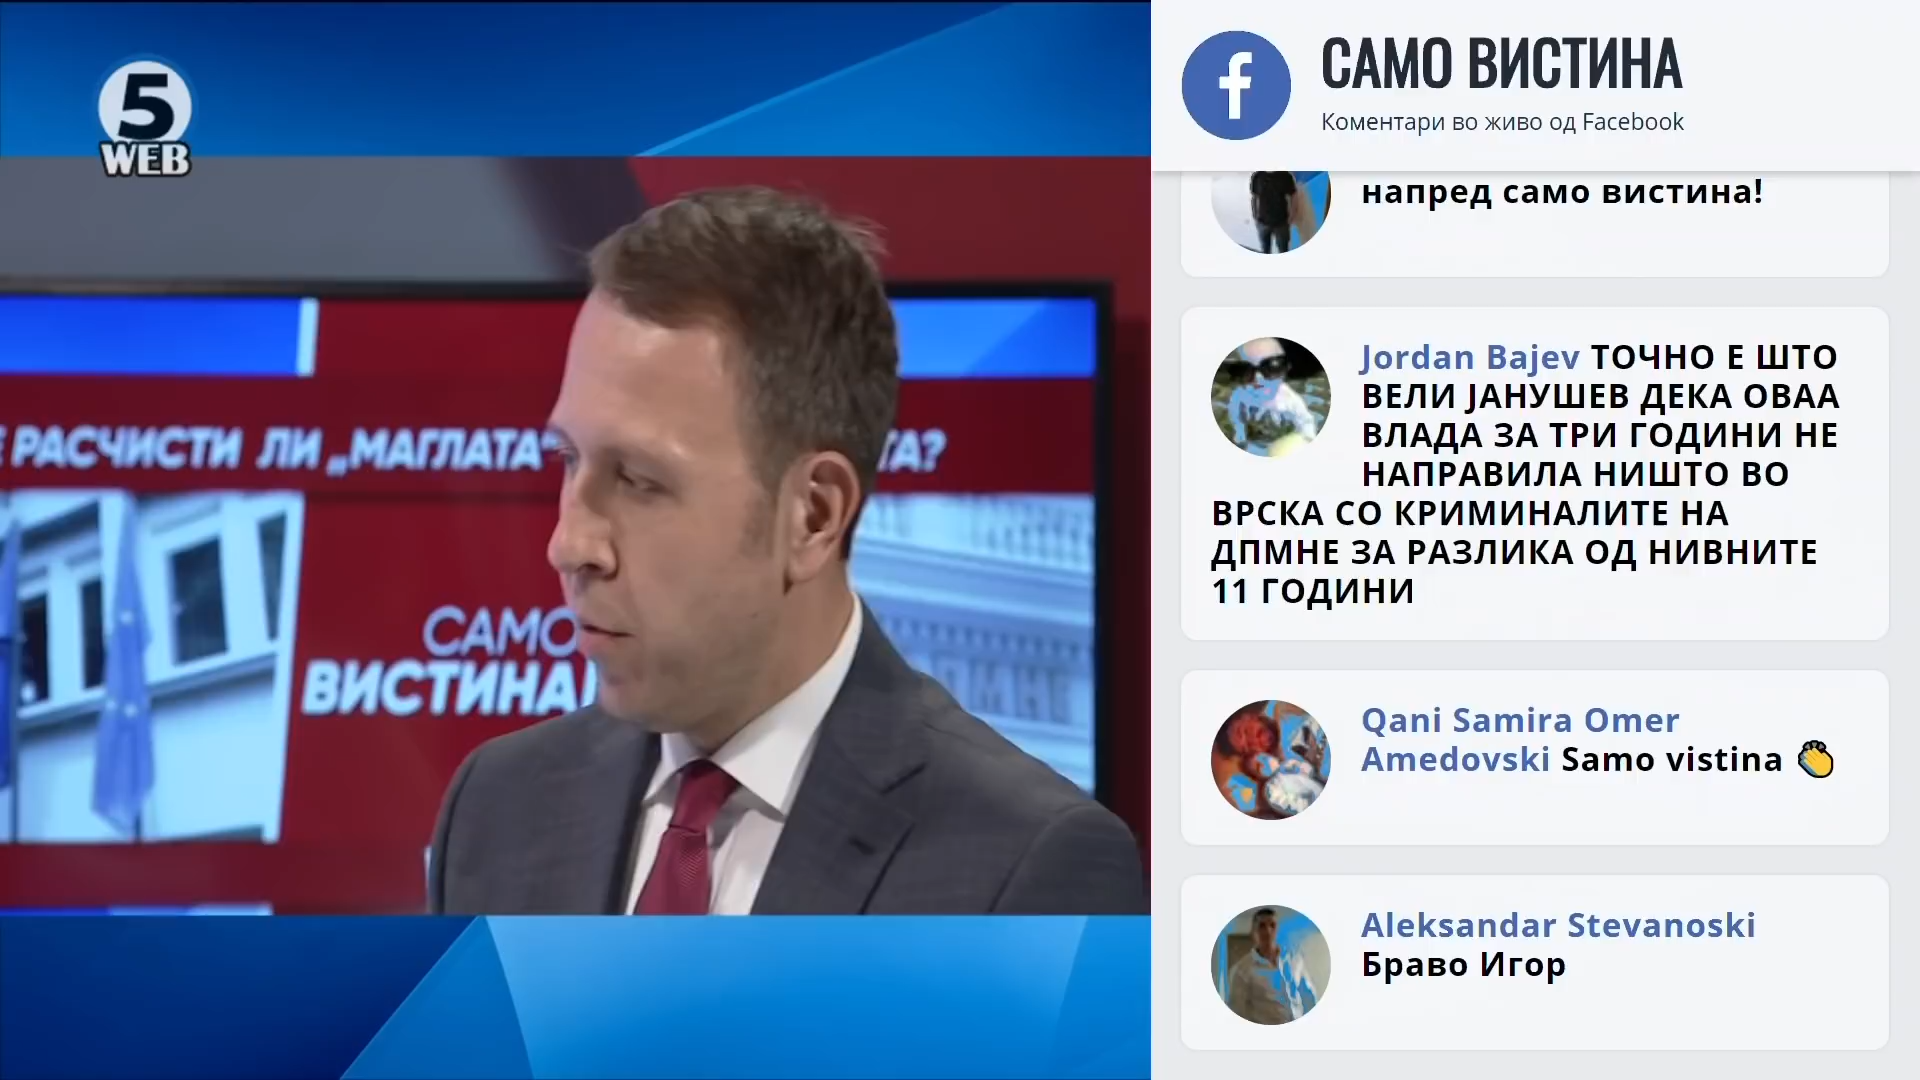 5
WEB
РАСЧИСТИ ЛИ „МАГЛАТА“
ТА?
САМО
ВИСТИНА
САМО ВИСТИНА
Коментари во живо од Facebook
напред само вистина!
Jordan Bajev ТОЧНО Е ШТО
ВЕЛИ ЈАНУШЕВ ДЕКА ОВАА
ВЛАДА ЗА ТРИ ГОДИНИ НЕ
НАПРАВИЛА НИШТО ВО
ВРСКА СО КРИМИНАЛИТЕ НА
ДПМНЕ ЗА РАЗЛИКА ОД НИВНИТЕ
11 ГОДИНИ
Qani Samira Omer
Amedovski Samo vistina 👏
Aleksandar Stevanoski
Браво Игор